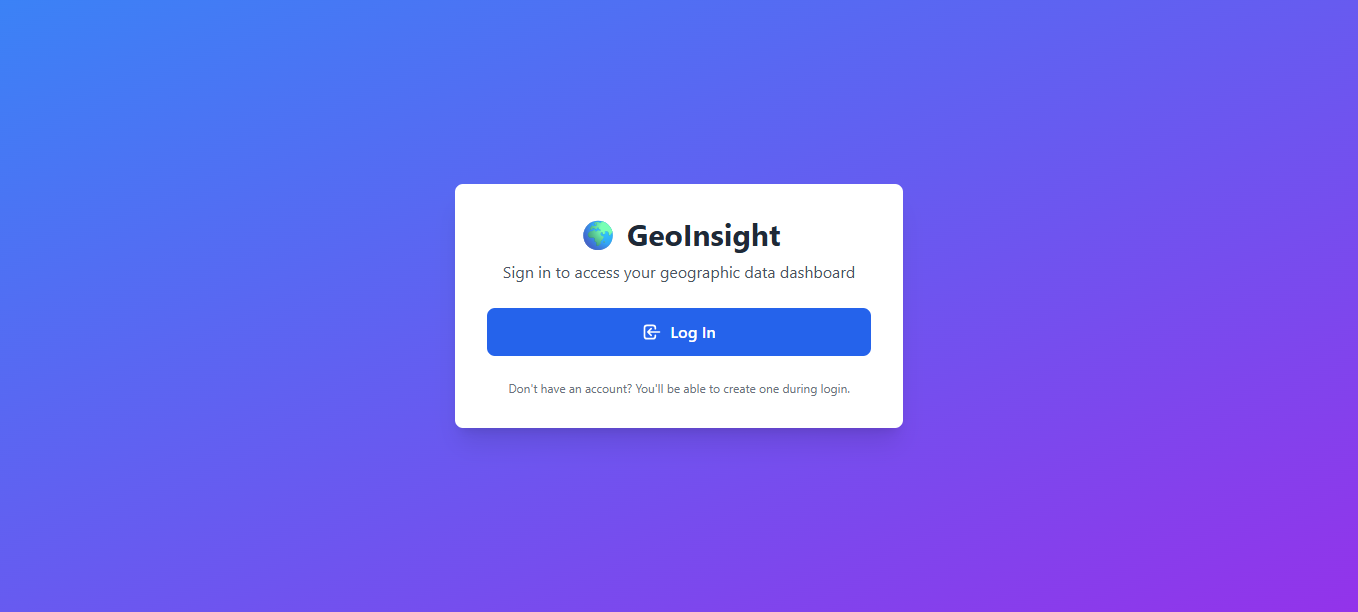 GeoInsight
Sign in to access your geographic data dashboard
Log In
Don't have an account? You'll be able to create one during login.